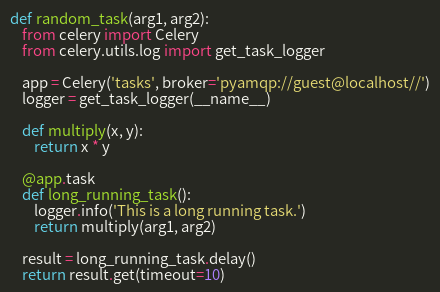 def random_task(arg1, arg2):
    from celery import Celery
    from celery.utils.log import get_task_logger

    app = Celery('tasks', broker='pyamqp://guest@localhost//')
    logger = get_task_logger(__name__)

    def multiply(x, y):
        return x * y

    @app.task
    def long_running_task():
        logger.info('This is a long running task.')
        return multiply(arg1, arg2)

    result = long_running_task.delay()
    return result.get(timeout=10)